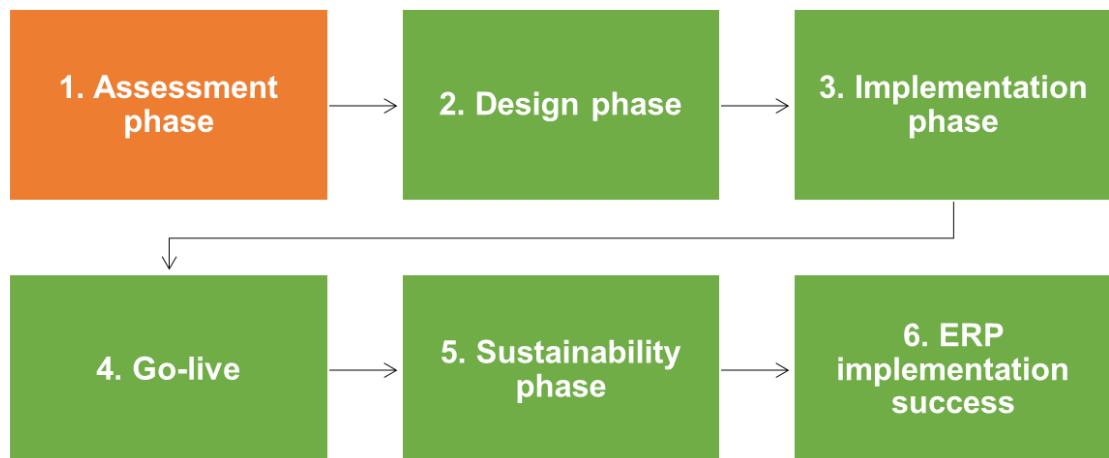 1. Assessment
phase
2. Design phase
3. Implementation
phase
4. Go-live
5. Sustainability
phase
6. ERP
implementation
success